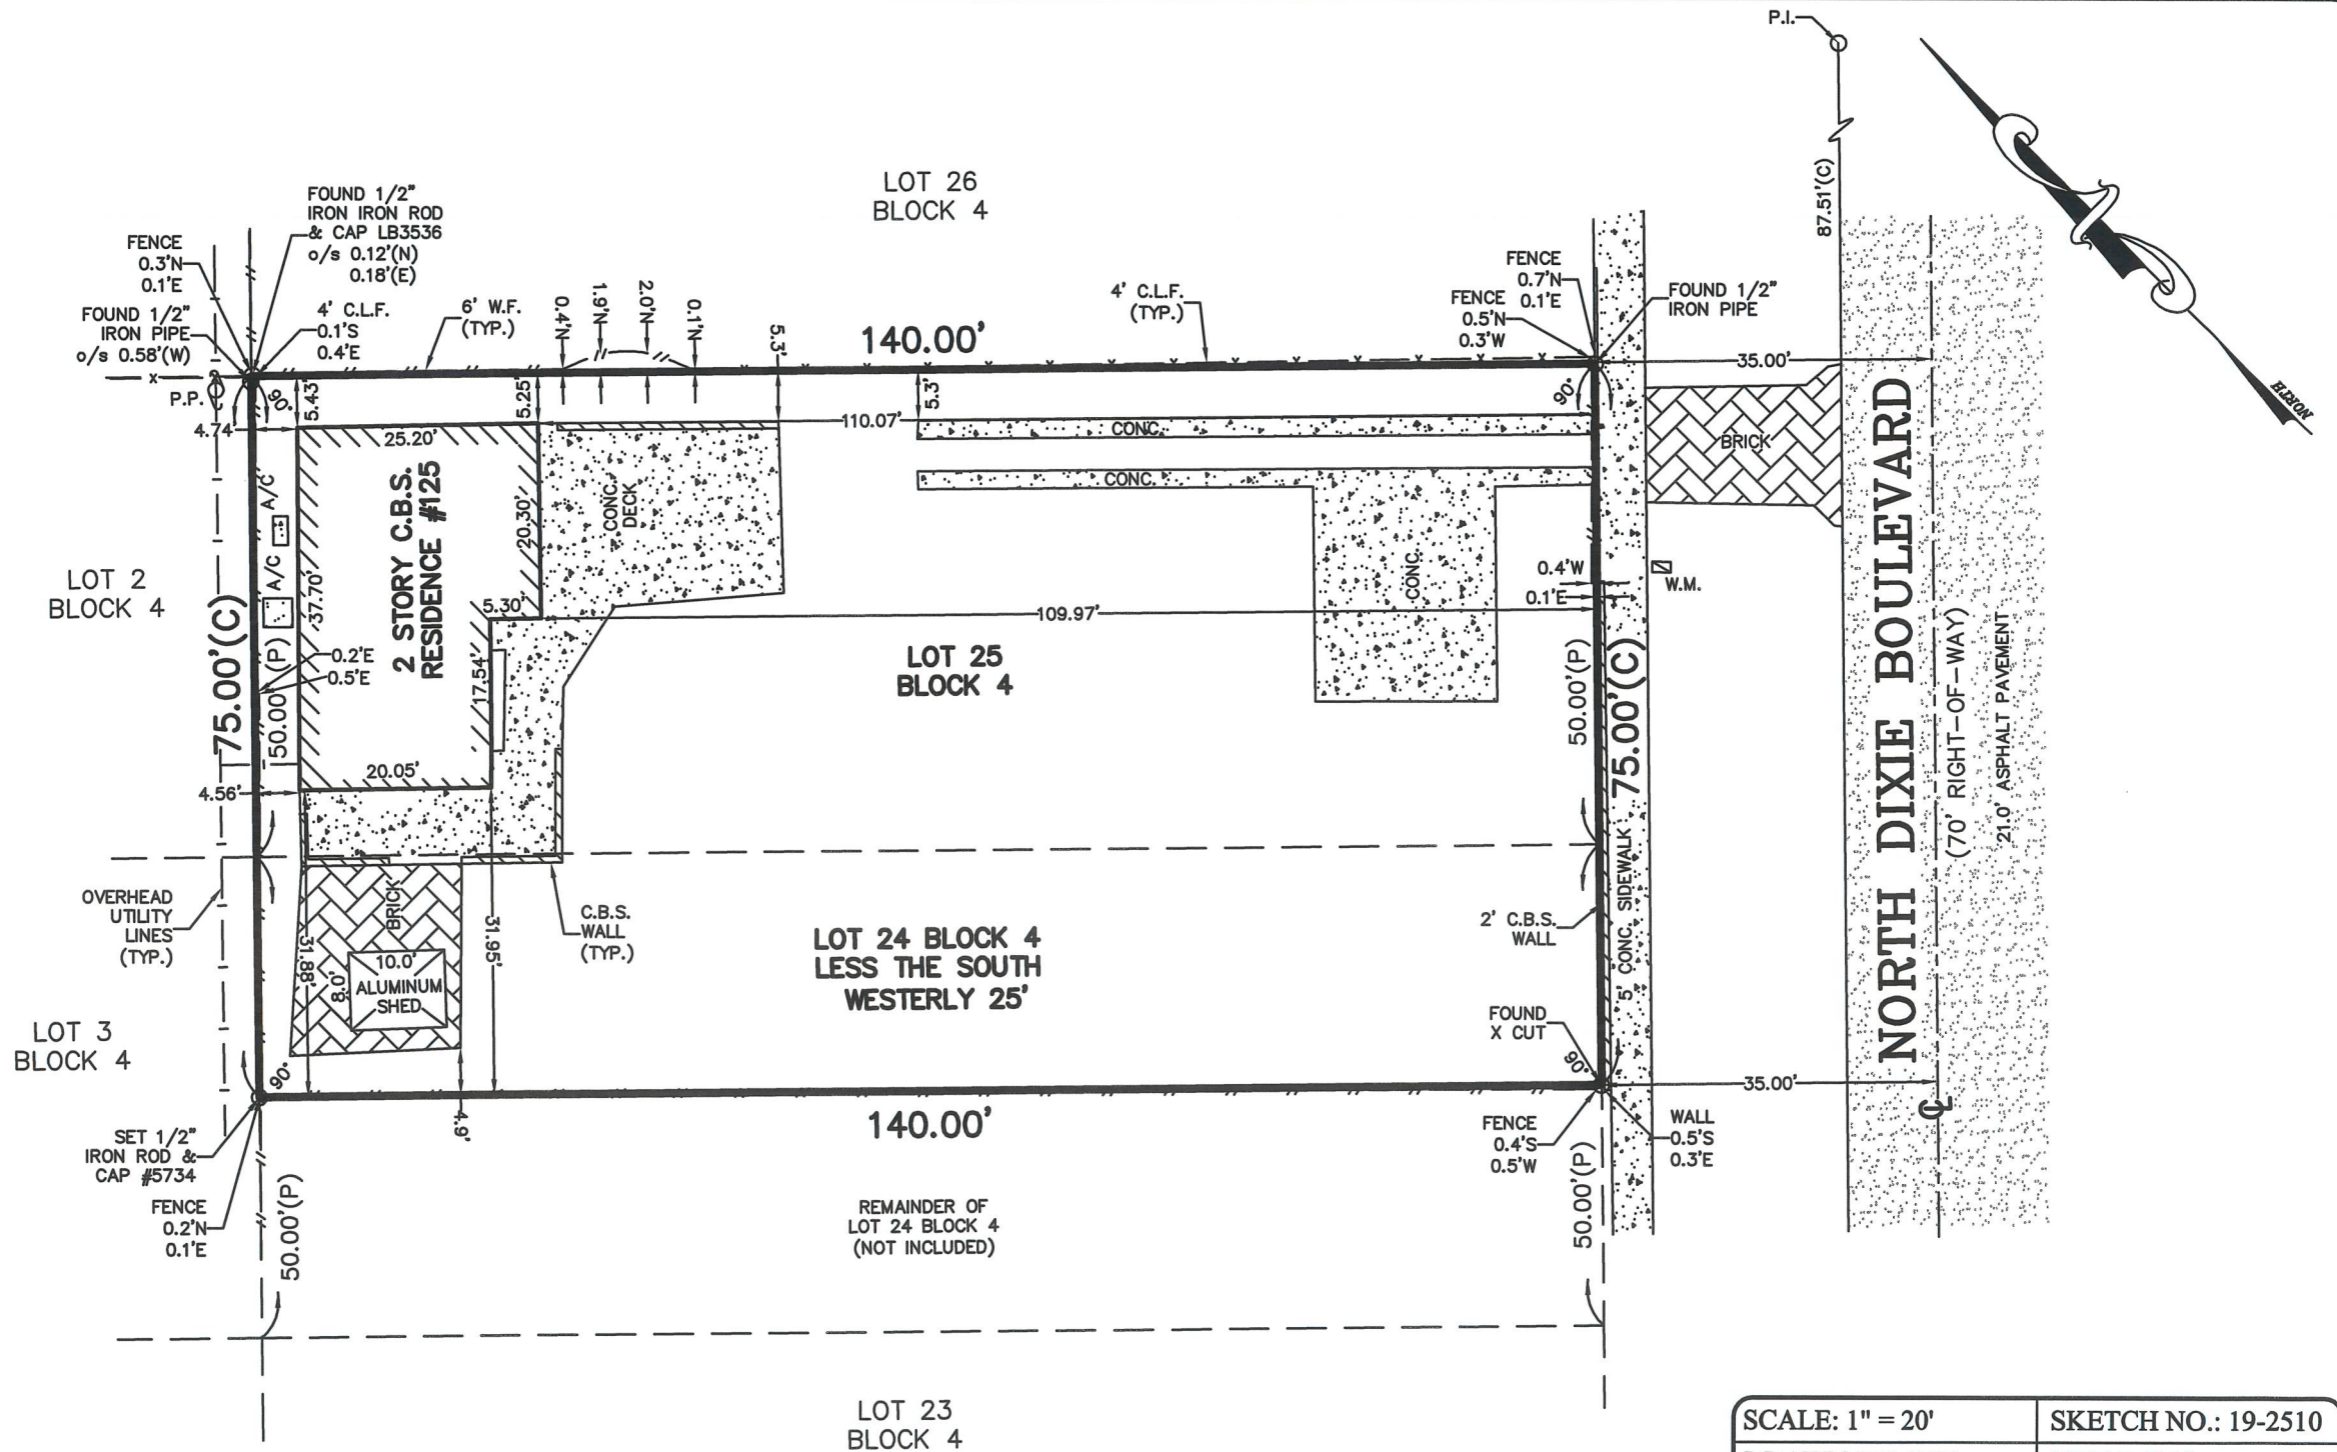 P.I.
87.51'(C)
LOT 26
BLOCK 4
NORTH
FOUND 1/2"
IRON IRON ROD
& CAP LB3536
o/s 0.12'(N)
0.18'(E)
FENCE
0.3'N
0.1'E
FOUND 1/2"
IRON PIPE
o/s 0.58'(W)
4' C.L.F.
0.1'S
0.4'E
6' W.F.
(TYP.)
0.4'N
1.9'N
2.0'N
0.1'N
5.3'
140.00'
4' C.L.F.
(TYP.)
FENCE
0.7'N
0.1'E
FENCE
0.5'N
0.3'W
FOUND 1/2"
IRON PIPE
35.00'
P.P.
90°
5.43'
5.25'
5.3'
90°
4.74
25.20'
110.07'
CONC.
CONC.
BRICK
A/C
A/C
2 STORY C.B.S.
RESIDENCE #125
20.30'
CONC.
DECK
CONC.
37.70'
0.4'W
0.1'E
W.M.
LOT 2
BLOCK 4
75.00'(C)
50.00'(P)
0.2'E
0.5'E
5.30'
17.54'
109.97'
LOT 25
BLOCK 4
50.00'(P)
75.00'(C)
NORTH DIXIE BOULEVARD
(70' RIGHT-OF-WAY)
21.0' ASPHALT PAVEMENT
20.05'
4.56'
OVERHEAD
UTILITY
LINES
(TYP.)
BRICK
31.88'
31.95'
10.0'
8.0'
ALUMINUM
SHED
C.B.S.
WALL
(TYP.)
LOT 24 BLOCK 4
LESS THE SOUTH
WESTERLY 25'
2' C.B.S.
WALL
5' CONC. SIDEWALK
FOUND
X CUT
90°
35.00'
℄
LOT 3
BLOCK 4
90°
4.9'
140.00'
SET 1/2"
IRON ROD &
CAP #5734
FENCE
0.2'N
0.1'E
50.00'(P)
FENCE
0.4'S
0.5'W
50.00'(P)
WALL
0.5'S
0.3'E
REMAINDER OF
LOT 24 BLOCK 4
(NOT INCLUDED)
LOT 23
BLOCK 4
SCALE: 1" = 20'
SKETCH NO.: 19-2510